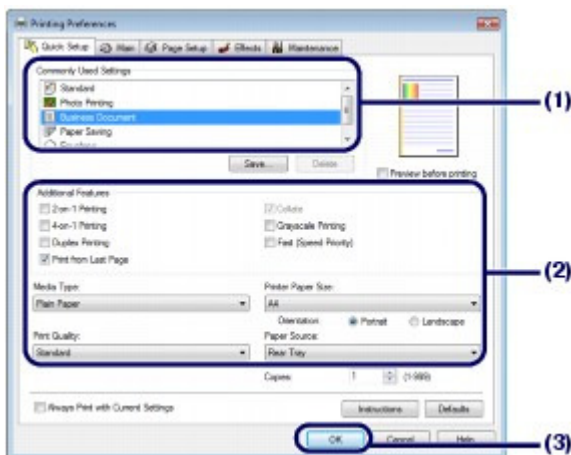 Printing Preferences
Quick Setup Main Page Setup Effects Maintenance
Commonly Used Settings
Standard
Photo Printing
Business Document
Paper Saving
(1)
Save... Delete
Preview before printing
Additional Features
2-on-1 Printing Collate
4-on-1 Printing Grayscale Printing
Duplex Printing Fast (Speed Priority)
Print from Last Page
(2)
Media Type: Printer Paper Size:
Plain Paper A4
Orientation: Portrait Landscape
Print Quality: Paper Source:
Standard Rear Tray
Copies: 1 (1-999)
Always Print with Current Settings Instructions Defaults
OK Cancel Help
(3)